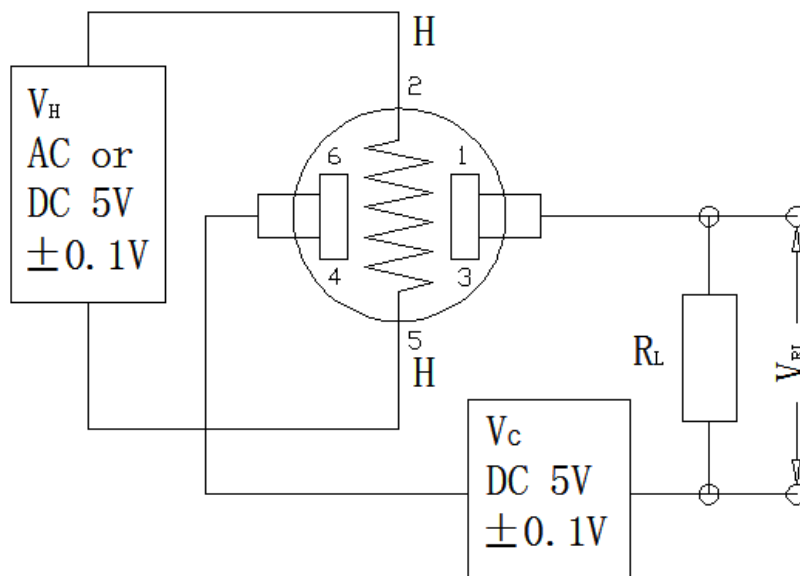 H
2
V_H
AC or
DC 5V
±0.1V
6
1
4
3
5
H
R_L
V_RL
V_C
DC 5V
±0.1V